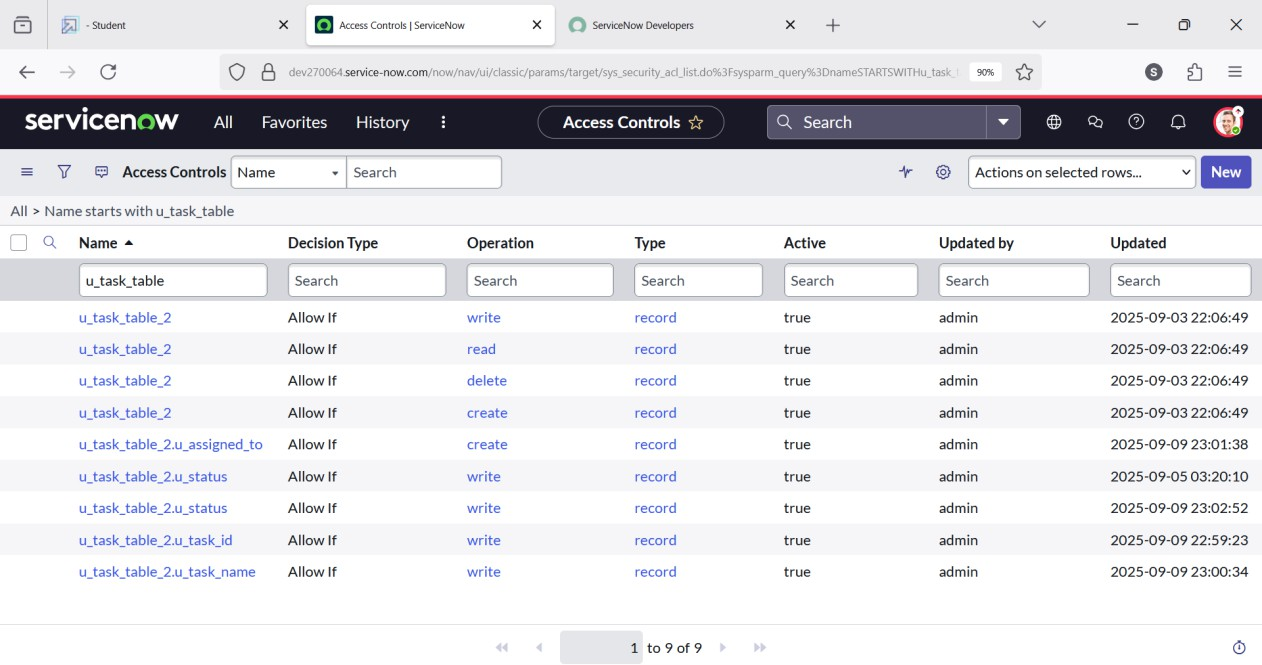 - Student
Access Controls | ServiceNow
ServiceNow Developers
dev270064.service-now.com/now/nav/ui/classic/params/target/sys_security_acl_list.do%3Fsysparm_query%3DnameSTARTSWITHu_task_
90%
S
servicenow All Favorites History Access Controls Search
Access Controls Name Search Actions on selected rows... New
All > Name starts with u_task_table
Name Decision Type Operation Type Active Updated by Updated
u_task_table Search Search Search Search Search Search
u_task_table_2 Allow If write record true admin 2025-09-03 22:06:49
u_task_table_2 Allow If read record true admin 2025-09-03 22:06:49
u_task_table_2 Allow If delete record true admin 2025-09-03 22:06:49
u_task_table_2 Allow If create record true admin 2025-09-03 22:06:49
u_task_table_2.u_assigned_to Allow If create record true admin 2025-09-09 23:01:38
u_task_table_2.u_status Allow If write record true admin 2025-09-05 03:20:10
u_task_table_2.u_status Allow If write record true admin 2025-09-09 23:02:52
u_task_table_2.u_task_id Allow If write record true admin 2025-09-09 22:59:23
u_task_table_2.u_task_name Allow If write record true admin 2025-09-09 23:00:34
1 to 9 of 9